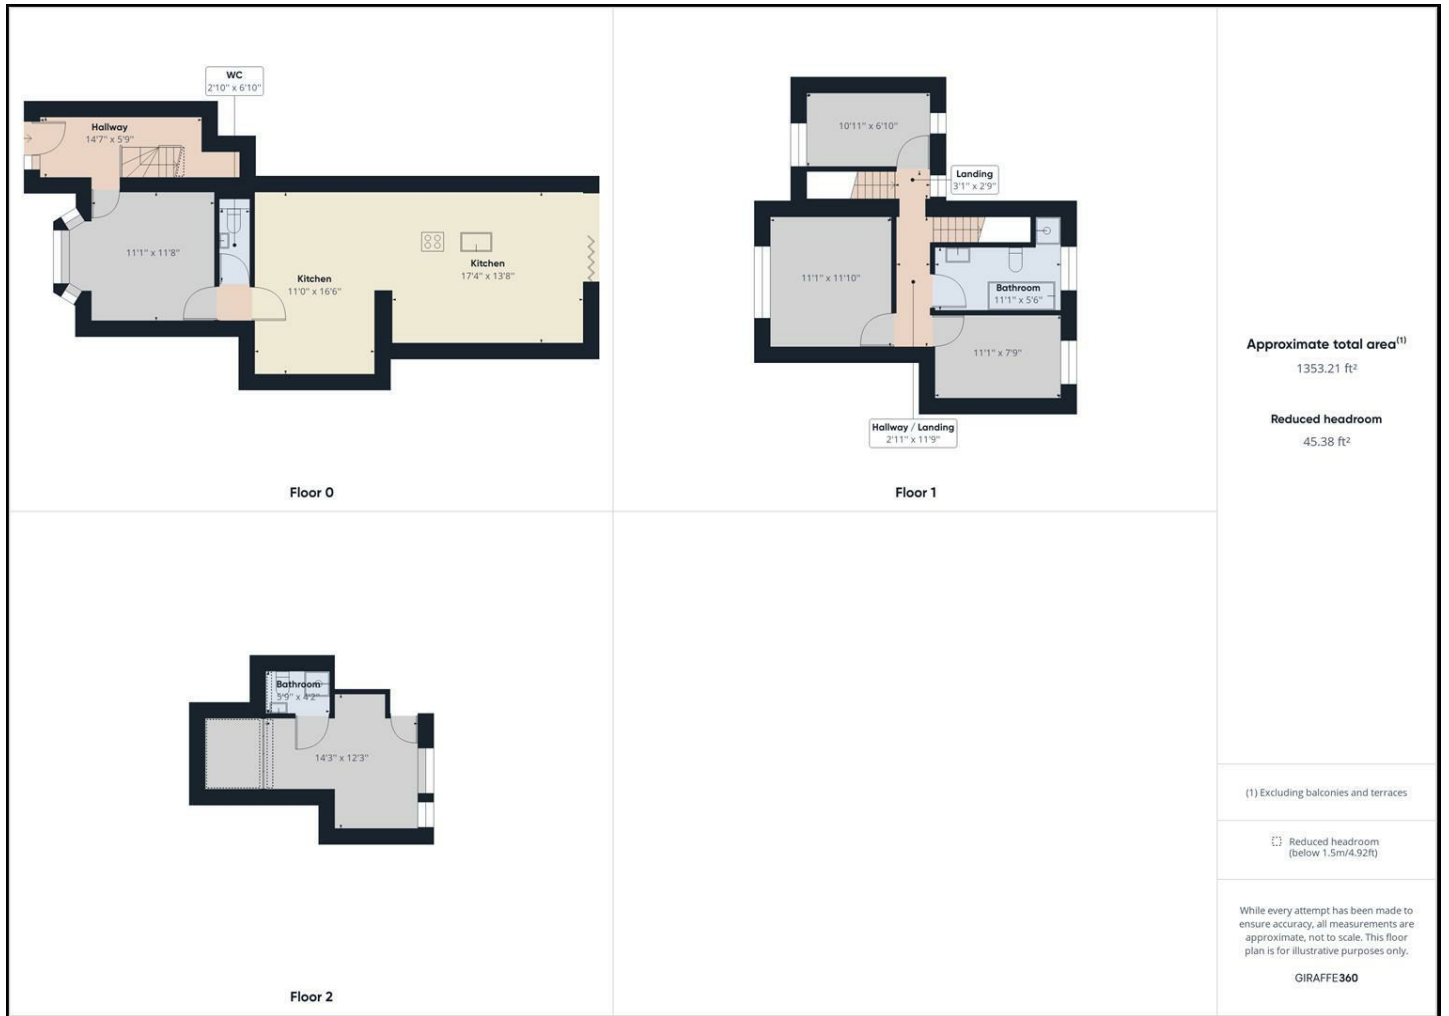 WC
2'10" x 6'10"
Hallway
14'7" x 5'9"
11'1" x 11'8"
Kitchen
11'0" x 16'6"
Kitchen
17'4" x 13'8"
Floor 0
10'11" x 6'10"
Landing
3'1" x 2'9"
11'1" x 11'10"
Bathroom
11'1" x 5'6"
11'1" x 7'9"
Hallway / Landing
2'11" x 11'9"
Floor 1
Bathroom
5'9" x 4'2"
14'3" x 12'3"
Floor 2
Approximate total area(1)
1353.21 ft²
Reduced headroom
45.38 ft²
(1) Excluding balconies and terraces
Reduced headroom
(below 1.5m/4.92ft)
While every attempt has been made to
ensure accuracy, all measurements are
approximate, not to scale. This floor
plan is for illustrative purposes only.
GIRAFFE360